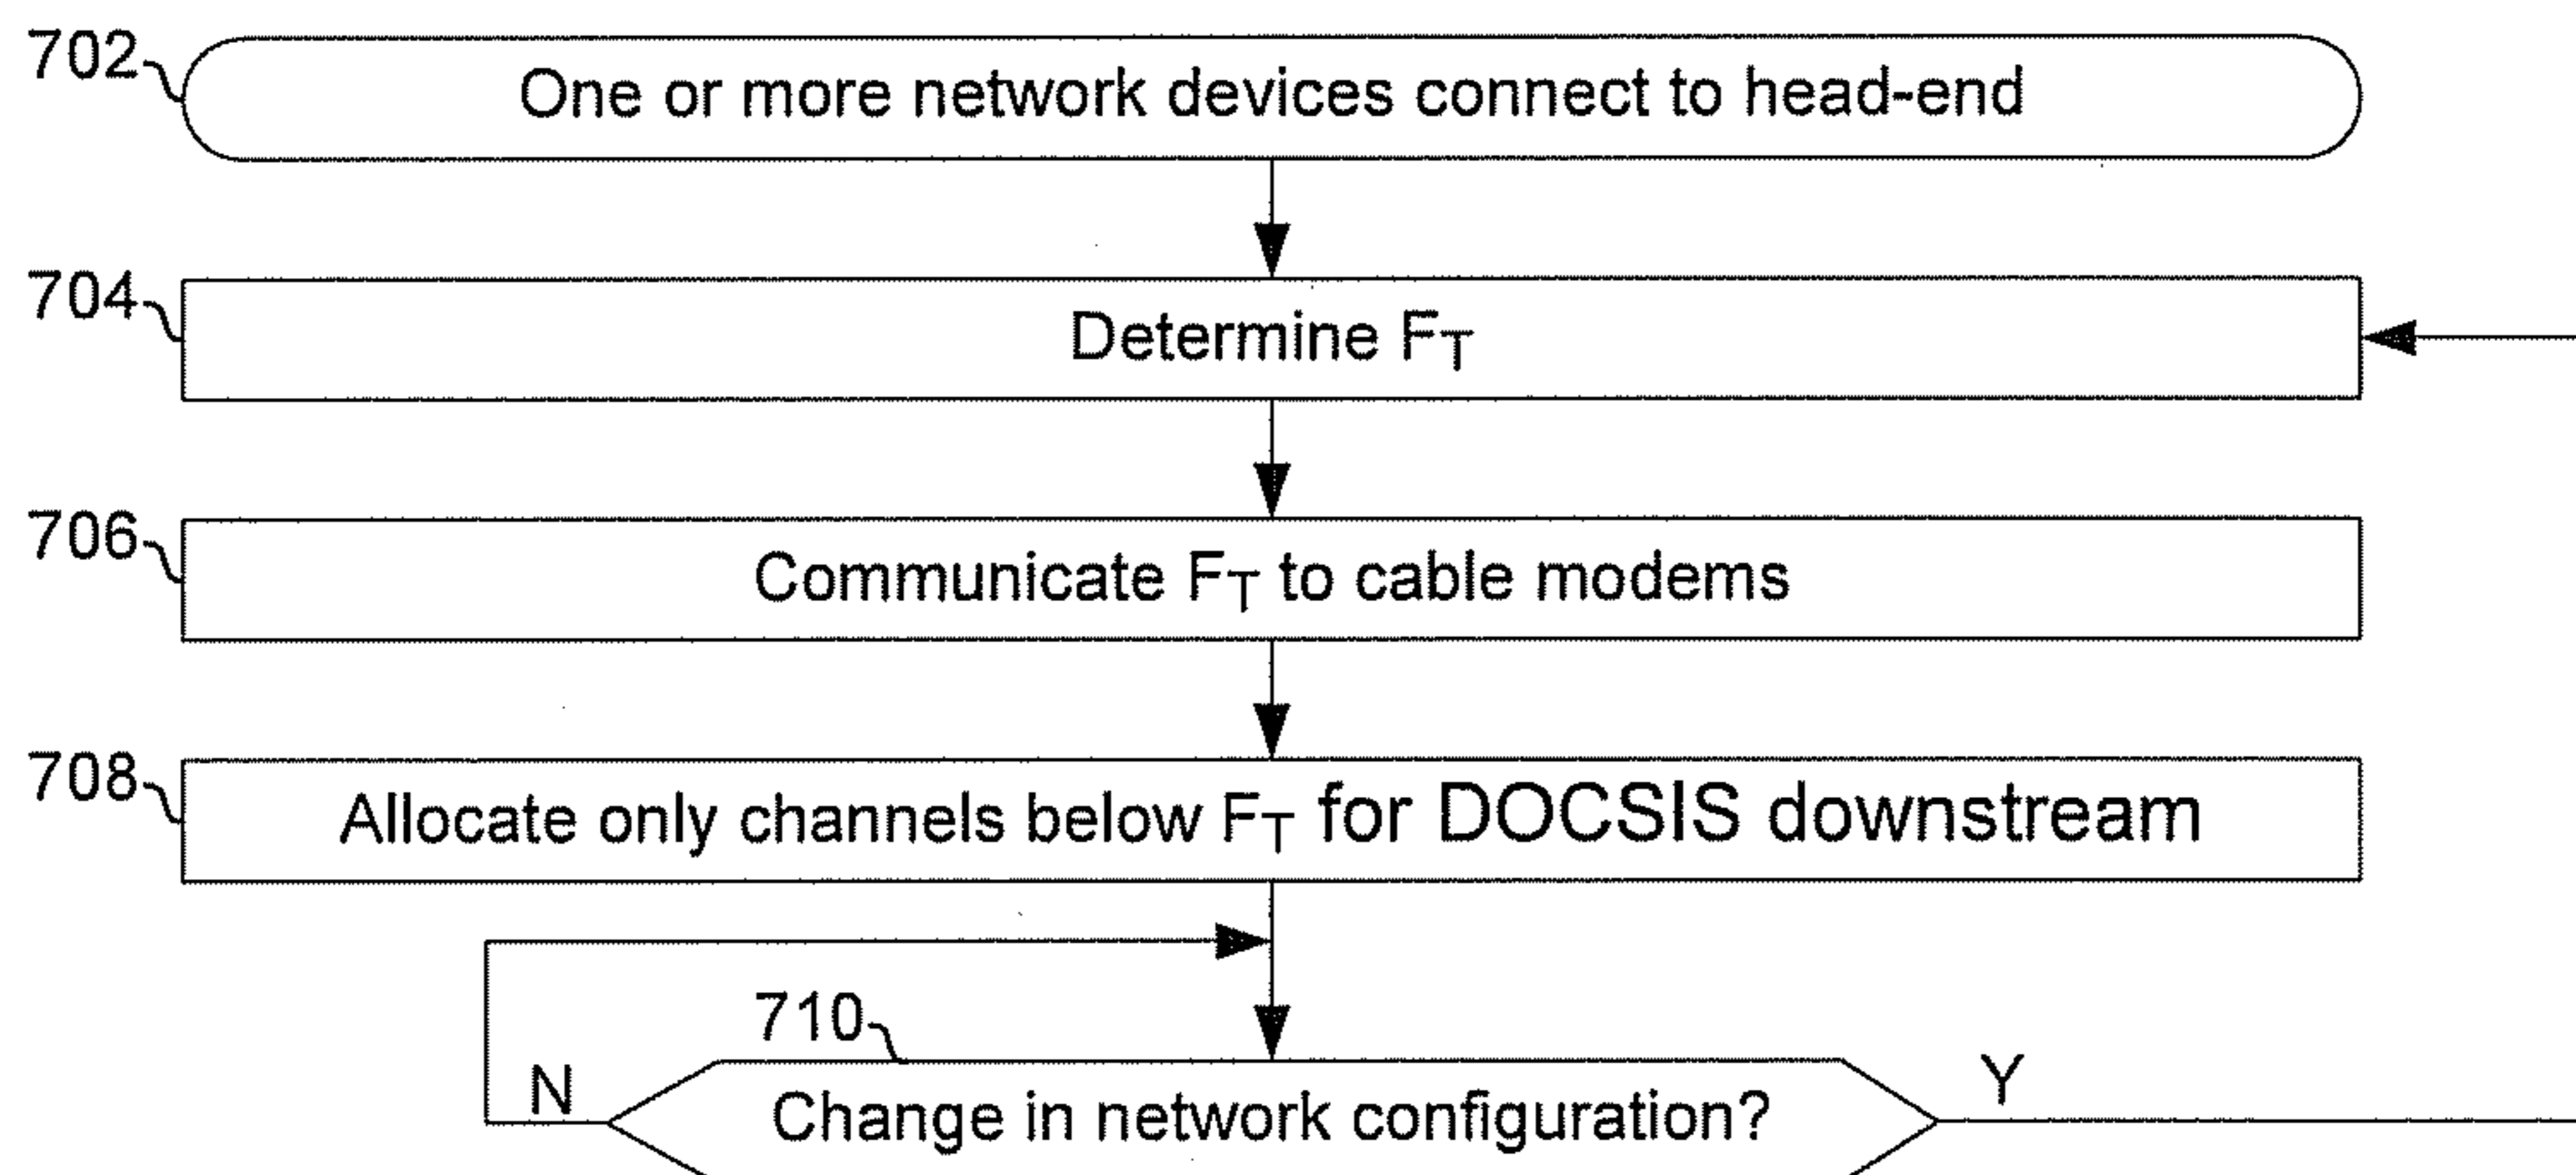 702 One or more network devices connect to head-end
704 Determine FT
706 Communicate FT to cable modems
708 Allocate only channels below FT for DOCSIS downstream
710
N Change in network configuration? Y